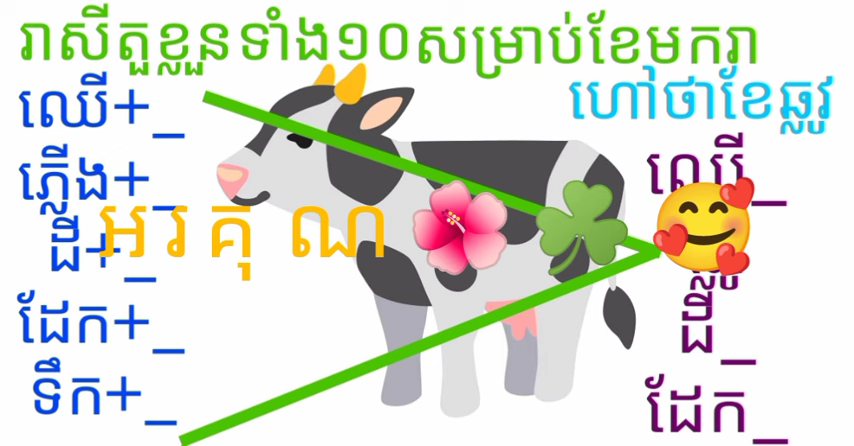 រាសីតួខ្លួនទាំង១០សម្រាប់ខែមករា
ហៅថាខែឆ្លូវ
ឈើ+_
ភ្លើង+_
ដី+_
ដែក+_
ទឹក+_
អរគុណ
ឈើ_
ដី_
ដែក_